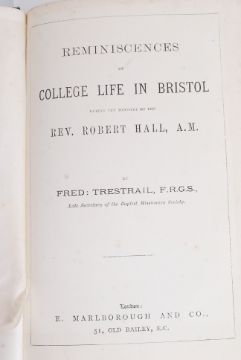 REMINISCENCES
OF
COLLEGE LIFE IN BRISTOL
DURING THE MINISTRY OF THE
REV. ROBERT HALL, A.M.
BY
FRED: TRESTRAIL, F.R.G.S.,
Late Secretary of the Baptist Missionary Society.
London:
E. MARLBOROUGH AND CO.,
51, OLD BAILEY, E.C.